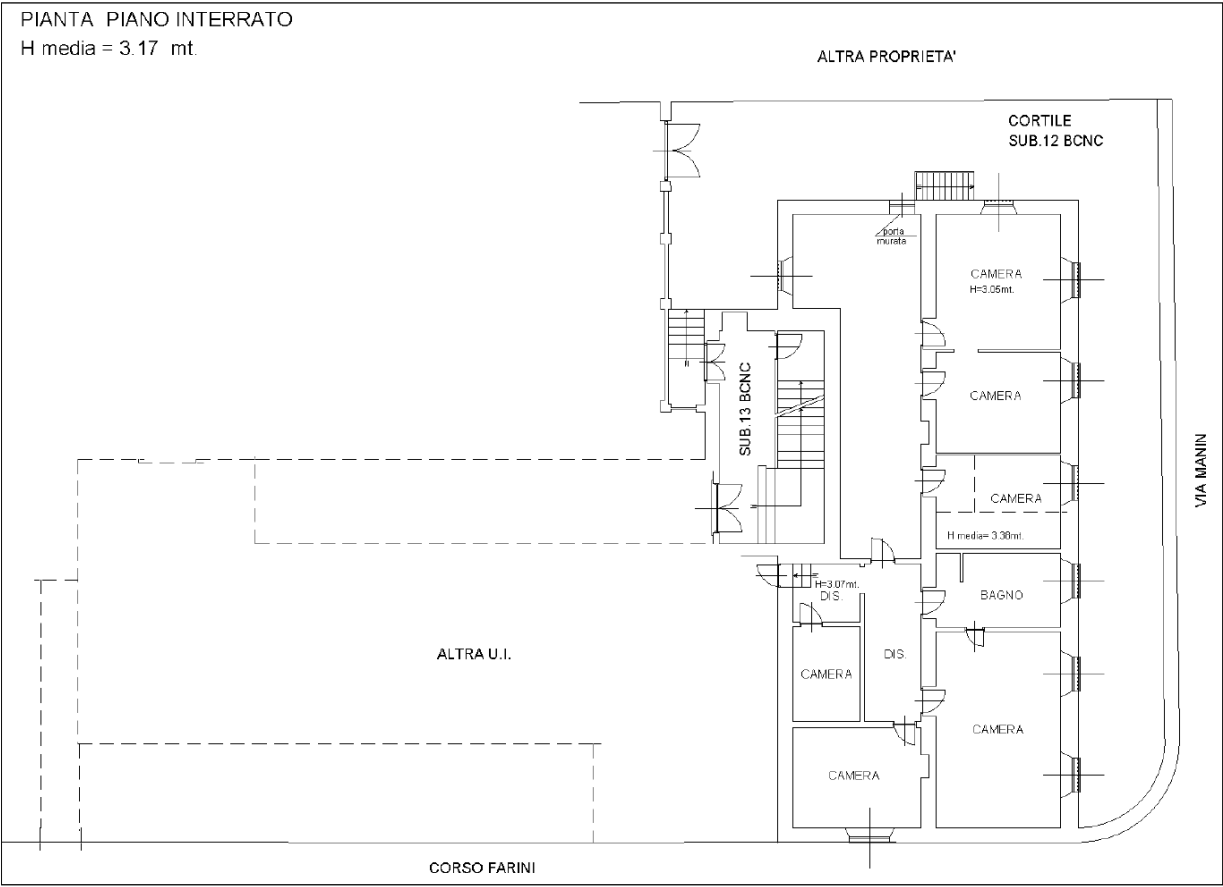 PIANTA PIANO INTERRATO
H media = 3.17 mt.
ALTRA PROPRIETA'
CORTILE
SUB.12 BCNC
porta
murata
CAMERA
H=3.05mt.
CAMERA
SUB.13 BCNC
VIA MANIN
CAMERA
H media= 3.38mt.
H=3.07mt.
DIS.
BAGNO
ALTRA U.I.
DIS.
CAMERA
CAMERA
CAMERA
CORSO FARINI